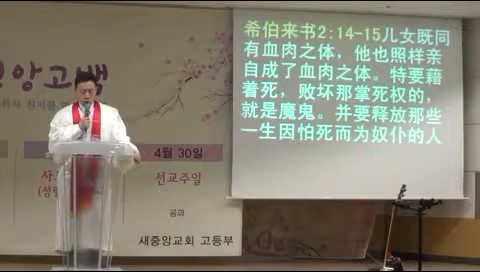 希伯来书2:14-15儿女既同
有血肉之体，他也照样亲
自成了血肉之体。特要藉
着死，败坏那掌死权的，
就是魔鬼。并要释放那些
一生因怕死而为奴仆的人
앙고백
4월 30일
선교주일
공과
새중앙교회 고등부